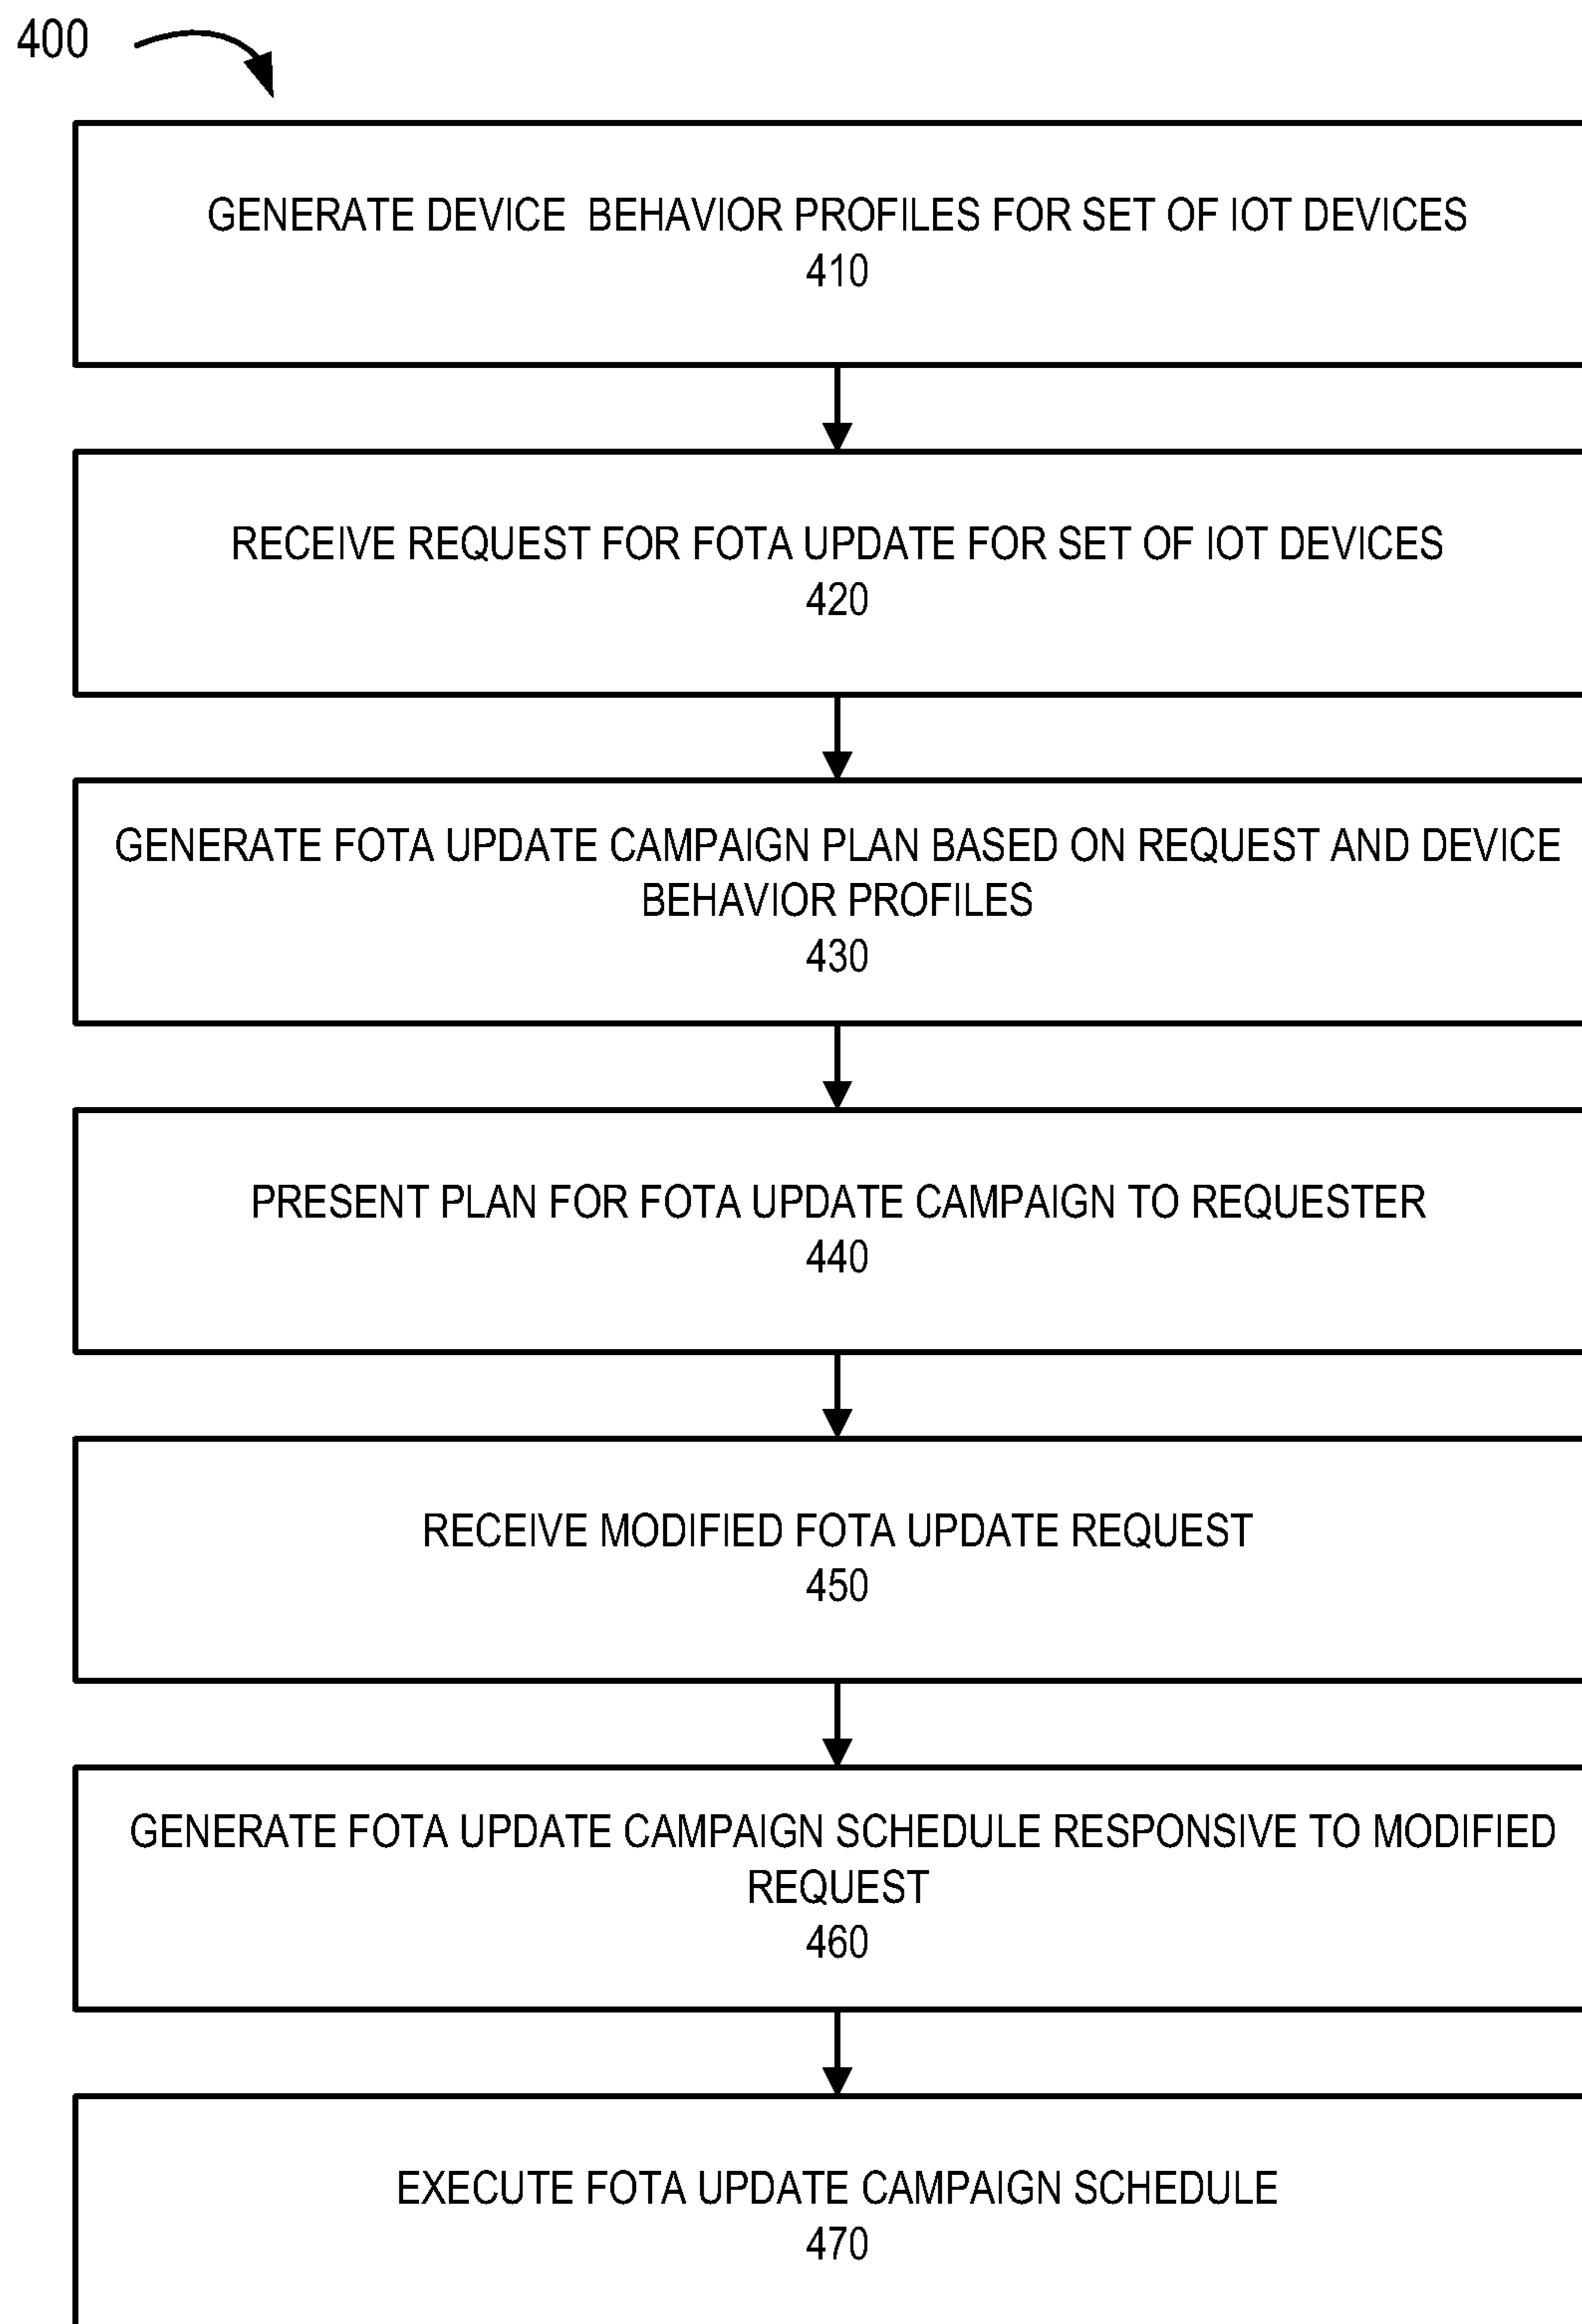 400
GENERATE DEVICE BEHAVIOR PROFILES FOR SET OF IOT DEVICES
410
RECEIVE REQUEST FOR FOTA UPDATE FOR SET OF IOT DEVICES
420
GENERATE FOTA UPDATE CAMPAIGN PLAN BASED ON REQUEST AND DEVICE
BEHAVIOR PROFILES
430
PRESENT PLAN FOR FOTA UPDATE CAMPAIGN TO REQUESTER
440
RECEIVE MODIFIED FOTA UPDATE REQUEST
450
GENERATE FOTA UPDATE CAMPAIGN SCHEDULE RESPONSIVE TO MODIFIED
REQUEST
460
EXECUTE FOTA UPDATE CAMPAIGN SCHEDULE
470